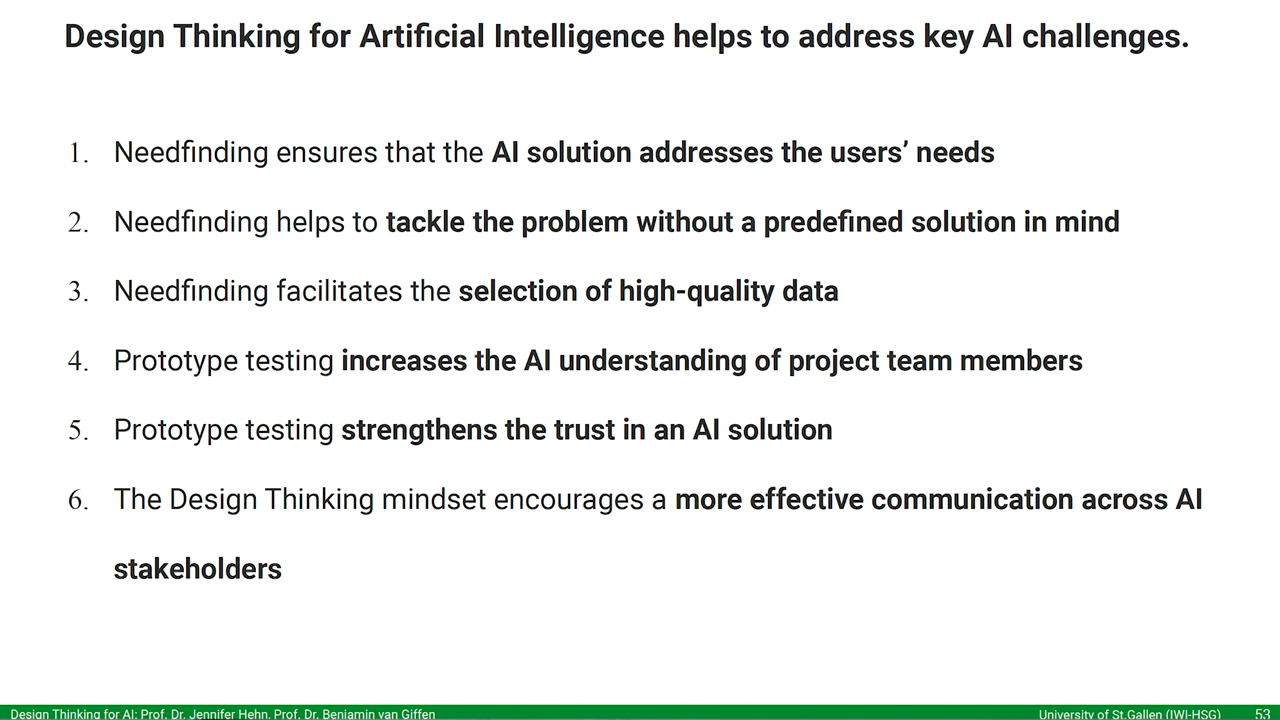 Design Thinking for Artificial Intelligence helps to address key AI challenges.
1. Needfinding ensures that the AI solution addresses the users’ needs
2. Needfinding helps to tackle the problem without a predefined solution in mind
3. Needfinding facilitates the selection of high-quality data
4. Prototype testing increases the AI understanding of project team members
5. Prototype testing strengthens the trust in an AI solution
6. The Design Thinking mindset encourages a more effective communication across AI
stakeholders
Design Thinking for AI: Prof. Dr. Jennifer Hehn, Prof. Dr. Benjamin van Giffen
University of St.Gallen (IWI-HSG) 53